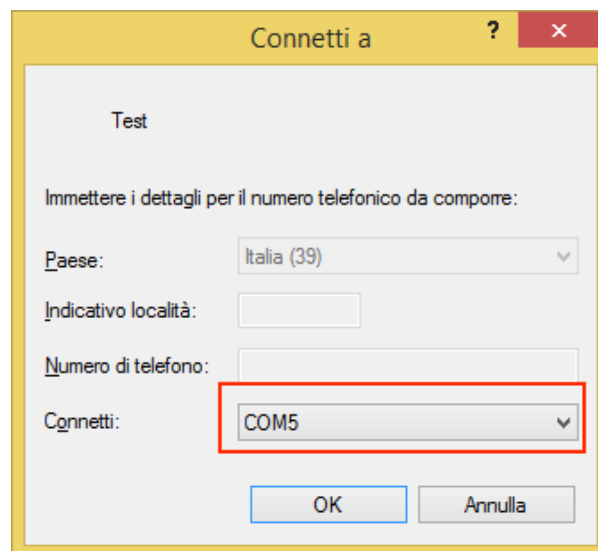 Connetti a ? ×
Test
Immettere i dettagli per il numero telefonico da comporre:
Paese: Italia (39)
Indicativo località:
Numero di telefono:
Connetti: COM5
OK Annulla